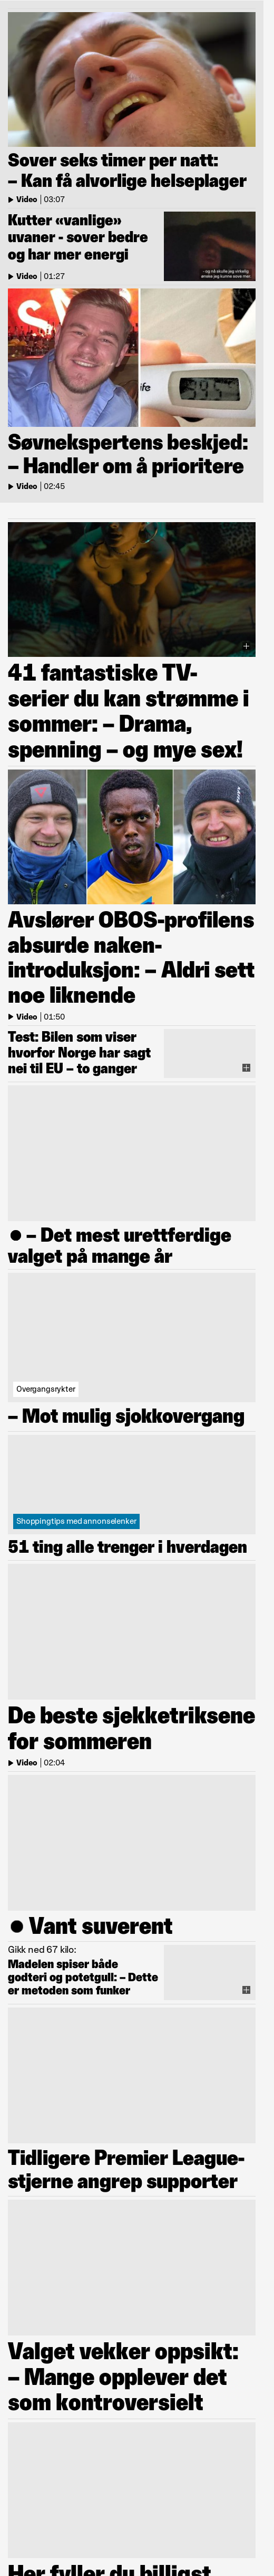 Sover seks timer per natt:
– Kan få alvorlige helseplager
Video | 03:07
Kutter «vanlige»
uvaner - sover bedre
og har mer energi
Video | 01:27
- og nå skulle jeg virkelig
ønske jeg kunne sove mer.
SM
ife
39.5
Søvnekspertens beskjed:
– Handler om å prioritere
Video | 02:45
41 fantastiske TV-
serier du kan strømme i
sommer: – Drama,
spenning – og mye sex!
Avslører OBOS-profilens
absurde naken-
introduksjon: – Aldri sett
noe liknende
Video | 01:50
Test: Bilen som viser
hvorfor Norge har sagt
nei til EU – to ganger
● – Det mest urettferdige
valget på mange år
Overgangsrykter
– Mot mulig sjokkovergang
Shoppingtips med annonselenker
51 ting alle trenger i hverdagen
De beste sjekketriksene
for sommeren
Video | 02:04
● Vant suverent
Gikk ned 67 kilo:
Madelen spiser både
godteri og potetgull: – Dette
er metoden som funker
Tidligere Premier League-
stjerne angrep supporter
Valget vekker oppsikt:
– Mange opplever det
som kontroversielt
Her fyller du billigst